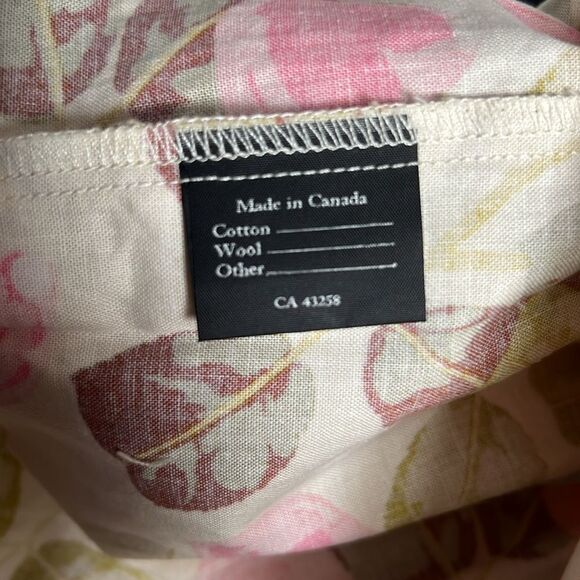 Made in Canada
Cotton
Wool
Other
CA 43258